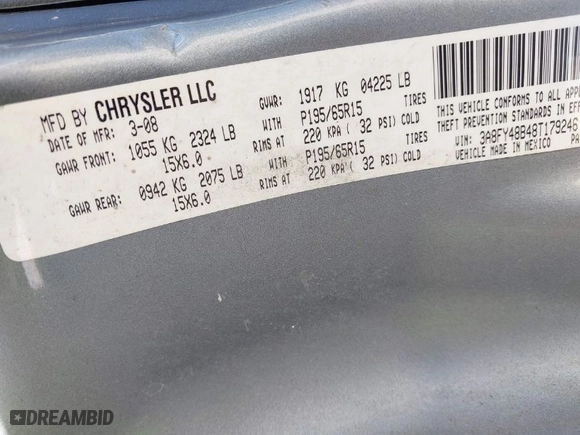 MFD BY CHRYSLER LLC
DATE OF MFR: 3-08
GVWR: 1917 KG 04225 LB
GAWR FRONT: 1055 KG 2324 LB WITH P195/65R15 TIRES
15X6.0 RIMS AT 220 KPA ( 32 PSI) COLD
GAWR REAR: 0942 KG 2075 LB WITH P195/65R15 TIRES
15X6.0 RIMS AT 220 KPA ( 32 PSI) COLD
THIS VEHICLE CONFORMS TO ALL APP
THEFT PREVENTION STANDARDS IN EF
VIN: 3A8FY48B48T179246
VEHICLE MADE IN MEXICO PA
DREAMBID